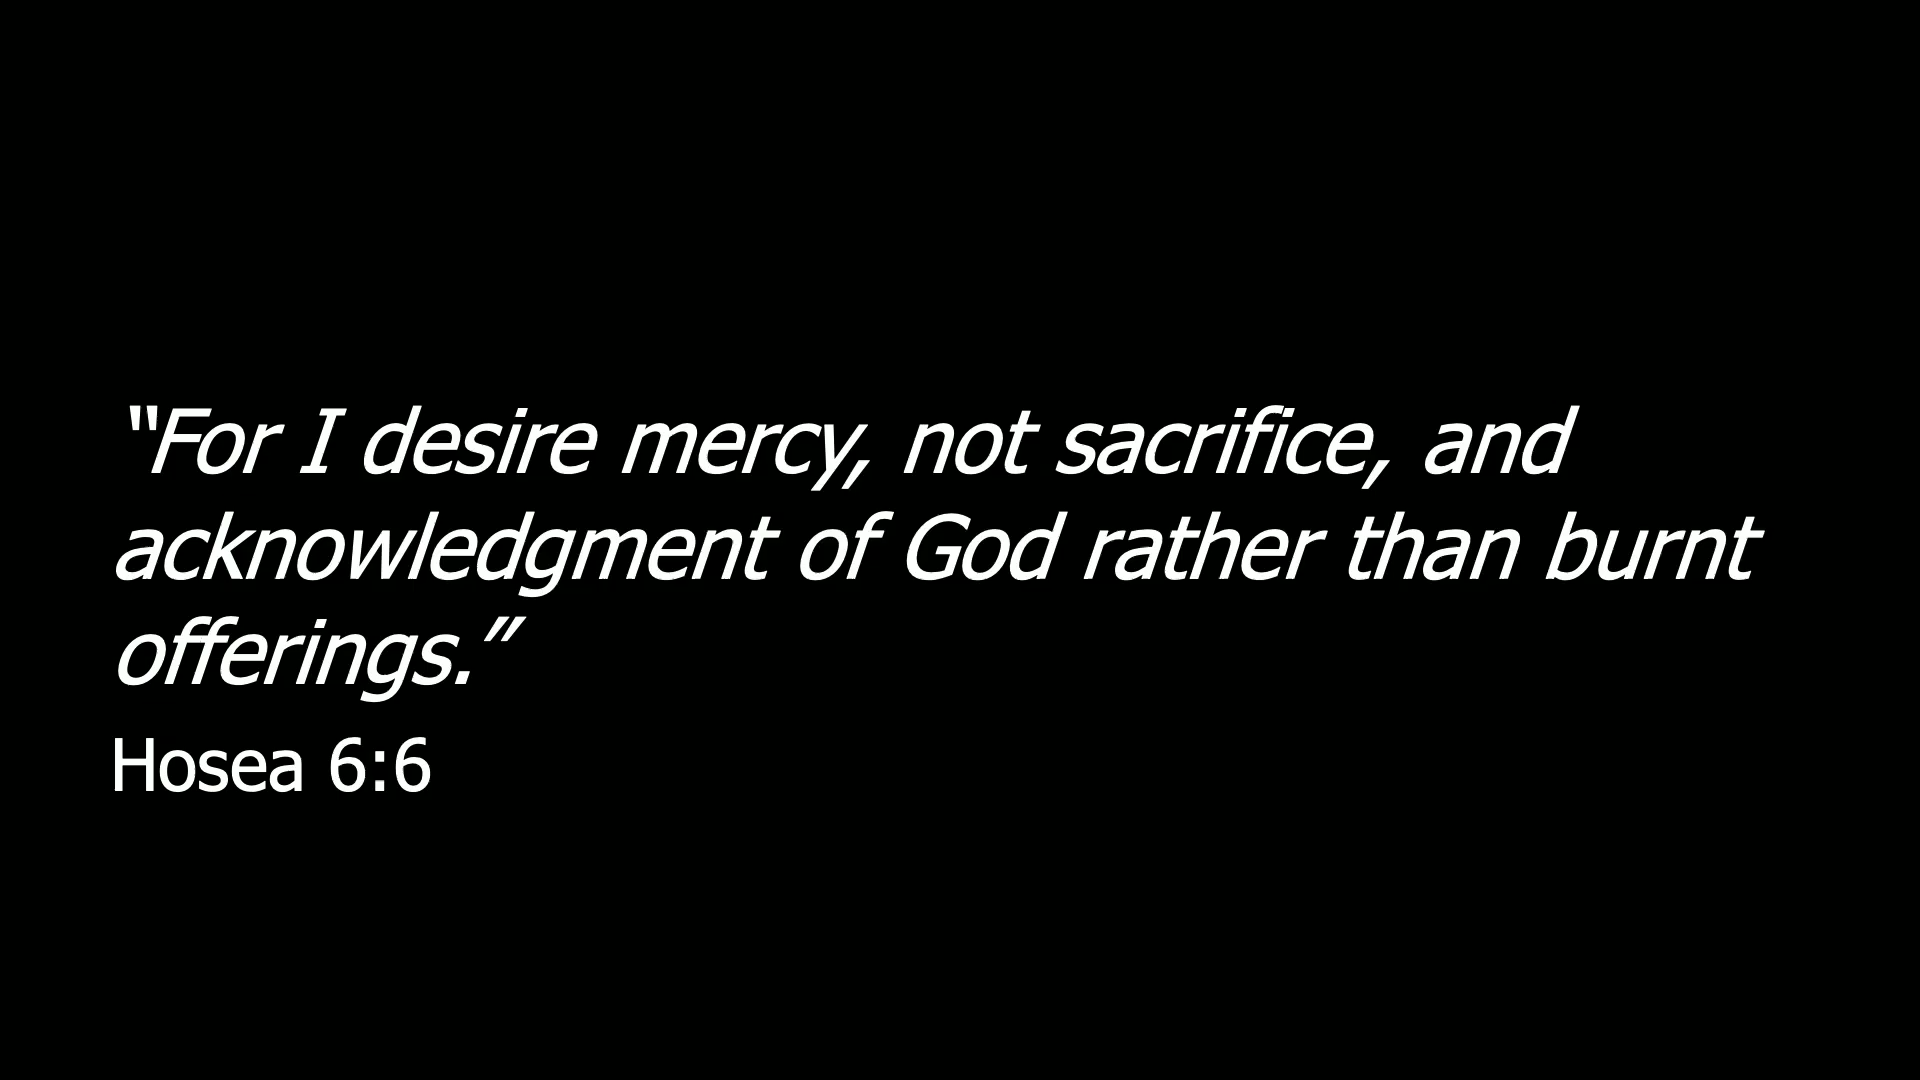 “For I desire mercy, not sacrifice, and
acknowledgment of God rather than burnt
offerings.”
Hosea 6:6